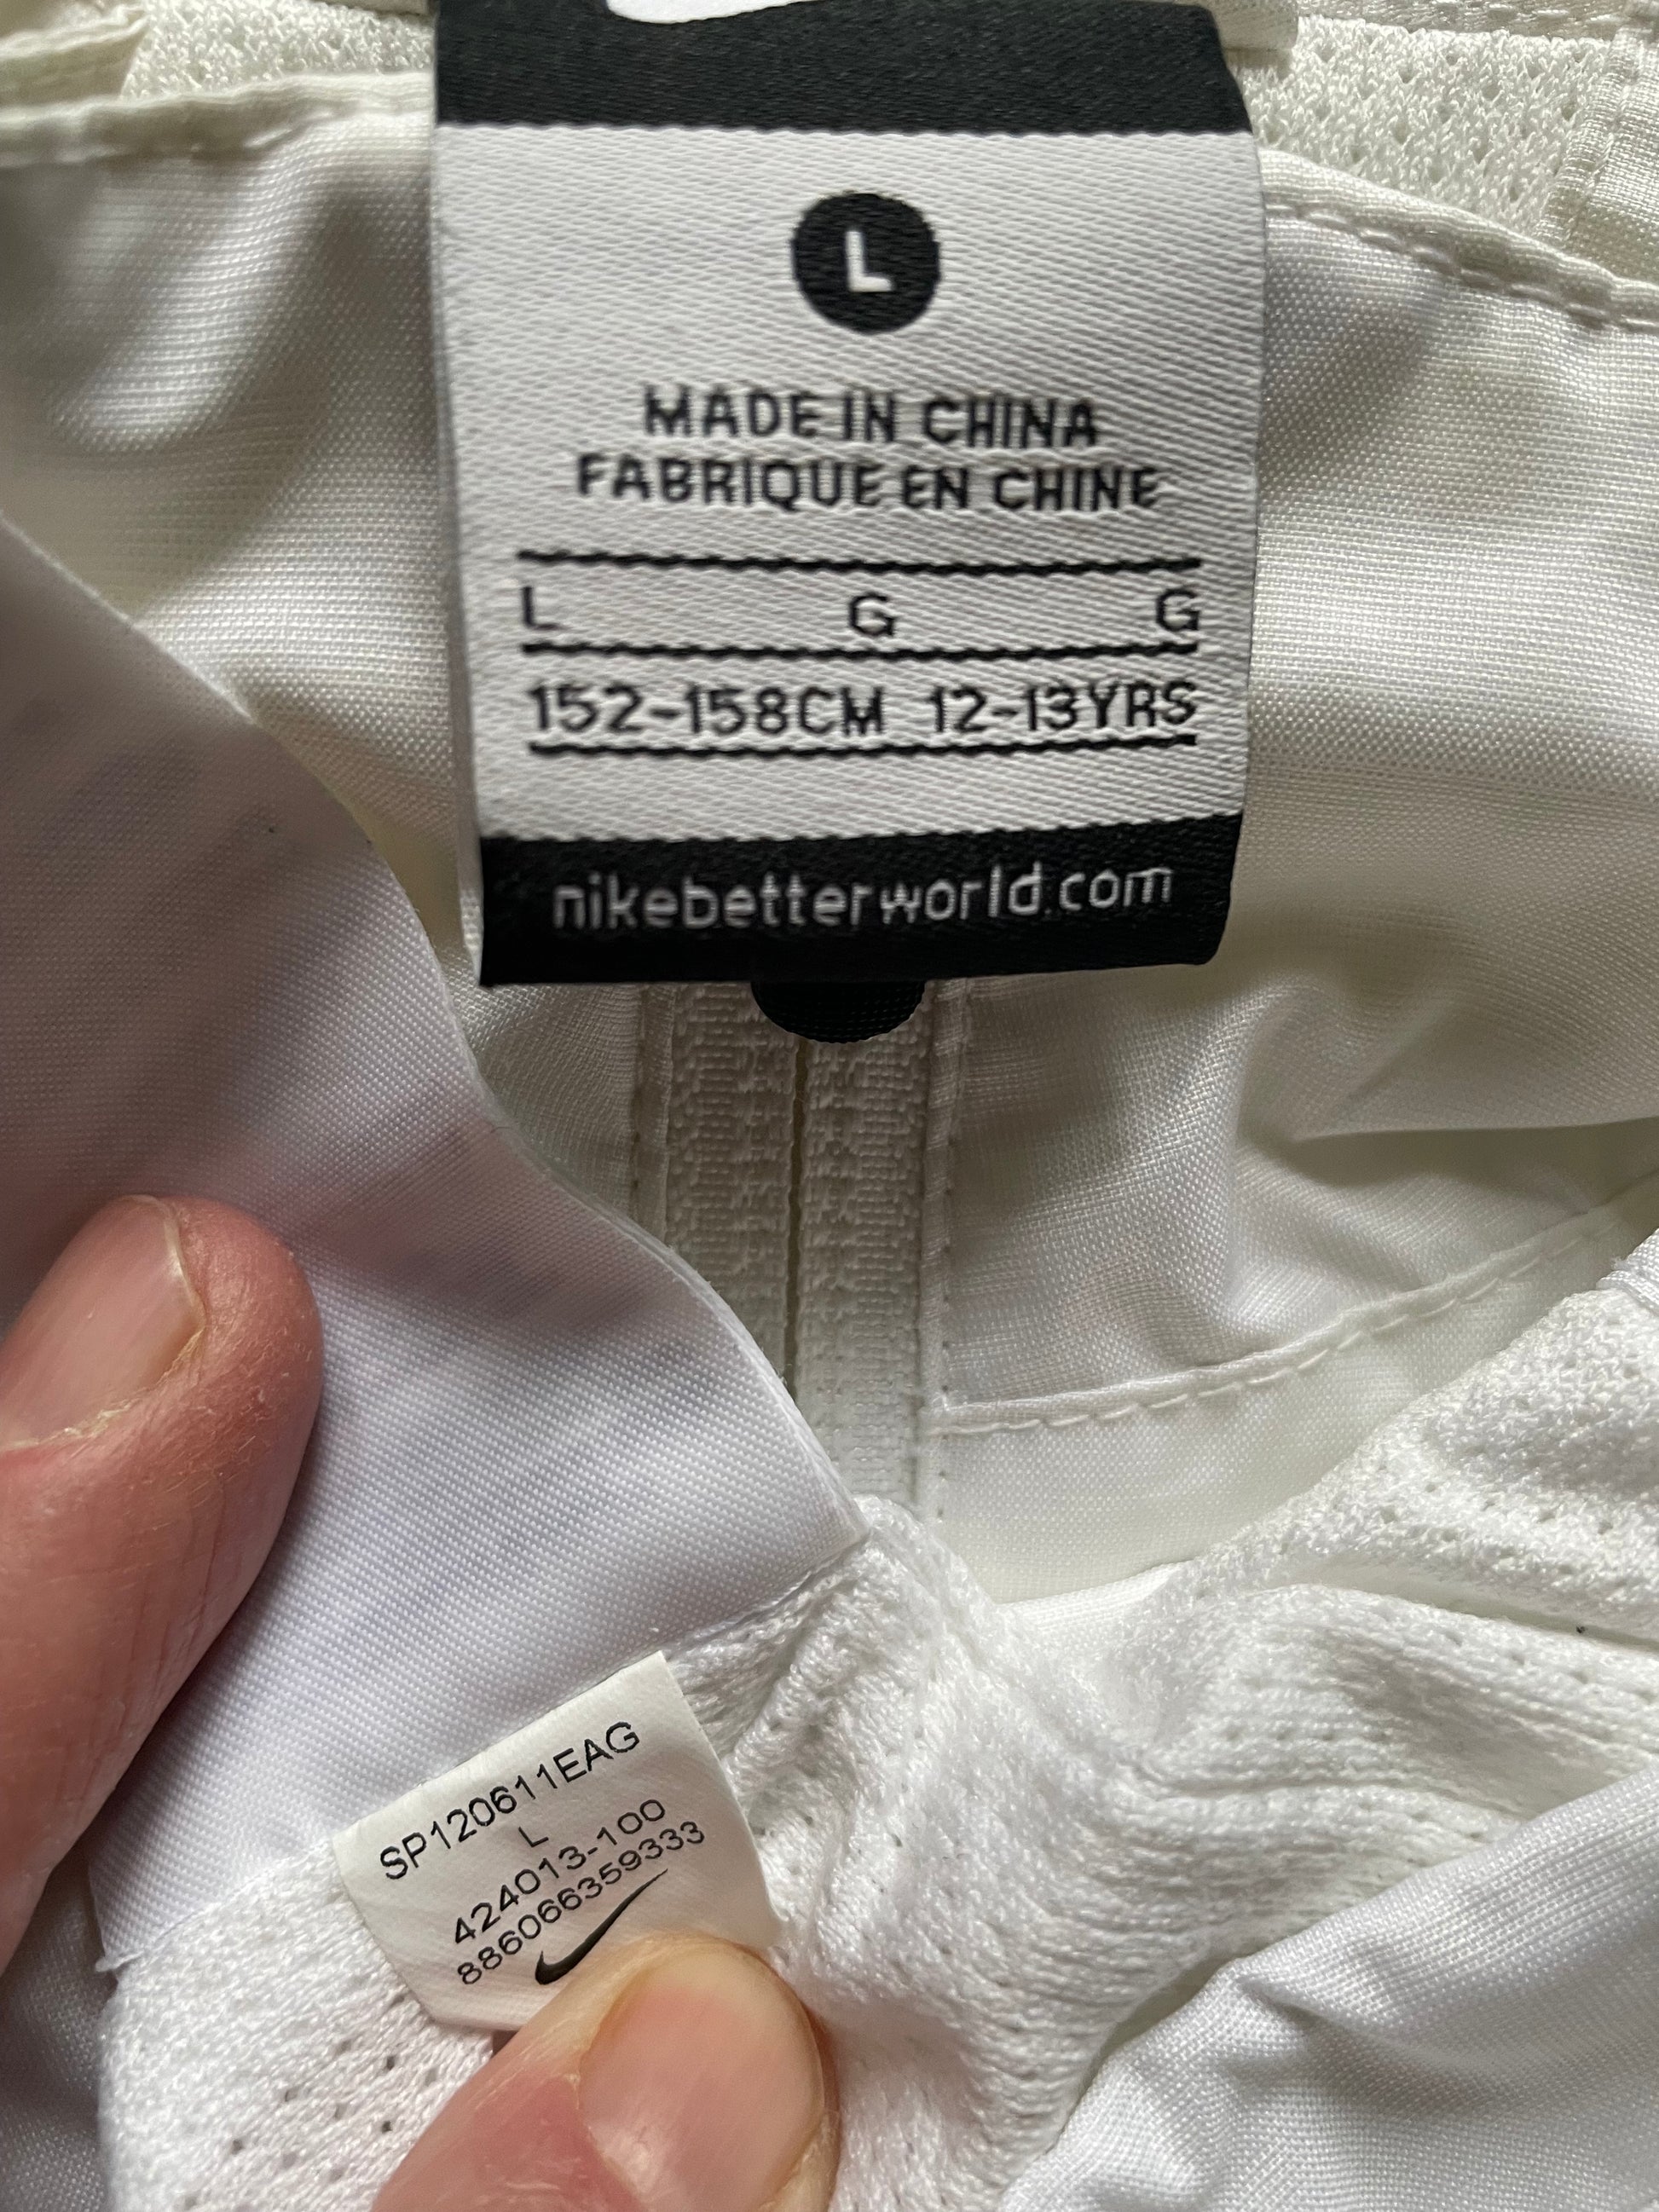 L
MADE IN CHINA
FABRIQUE EN CHINE
L G G
152-158CM 12-13YRS
nikebetterworld.com
SP120611EAG
L
424013-100
886066359333